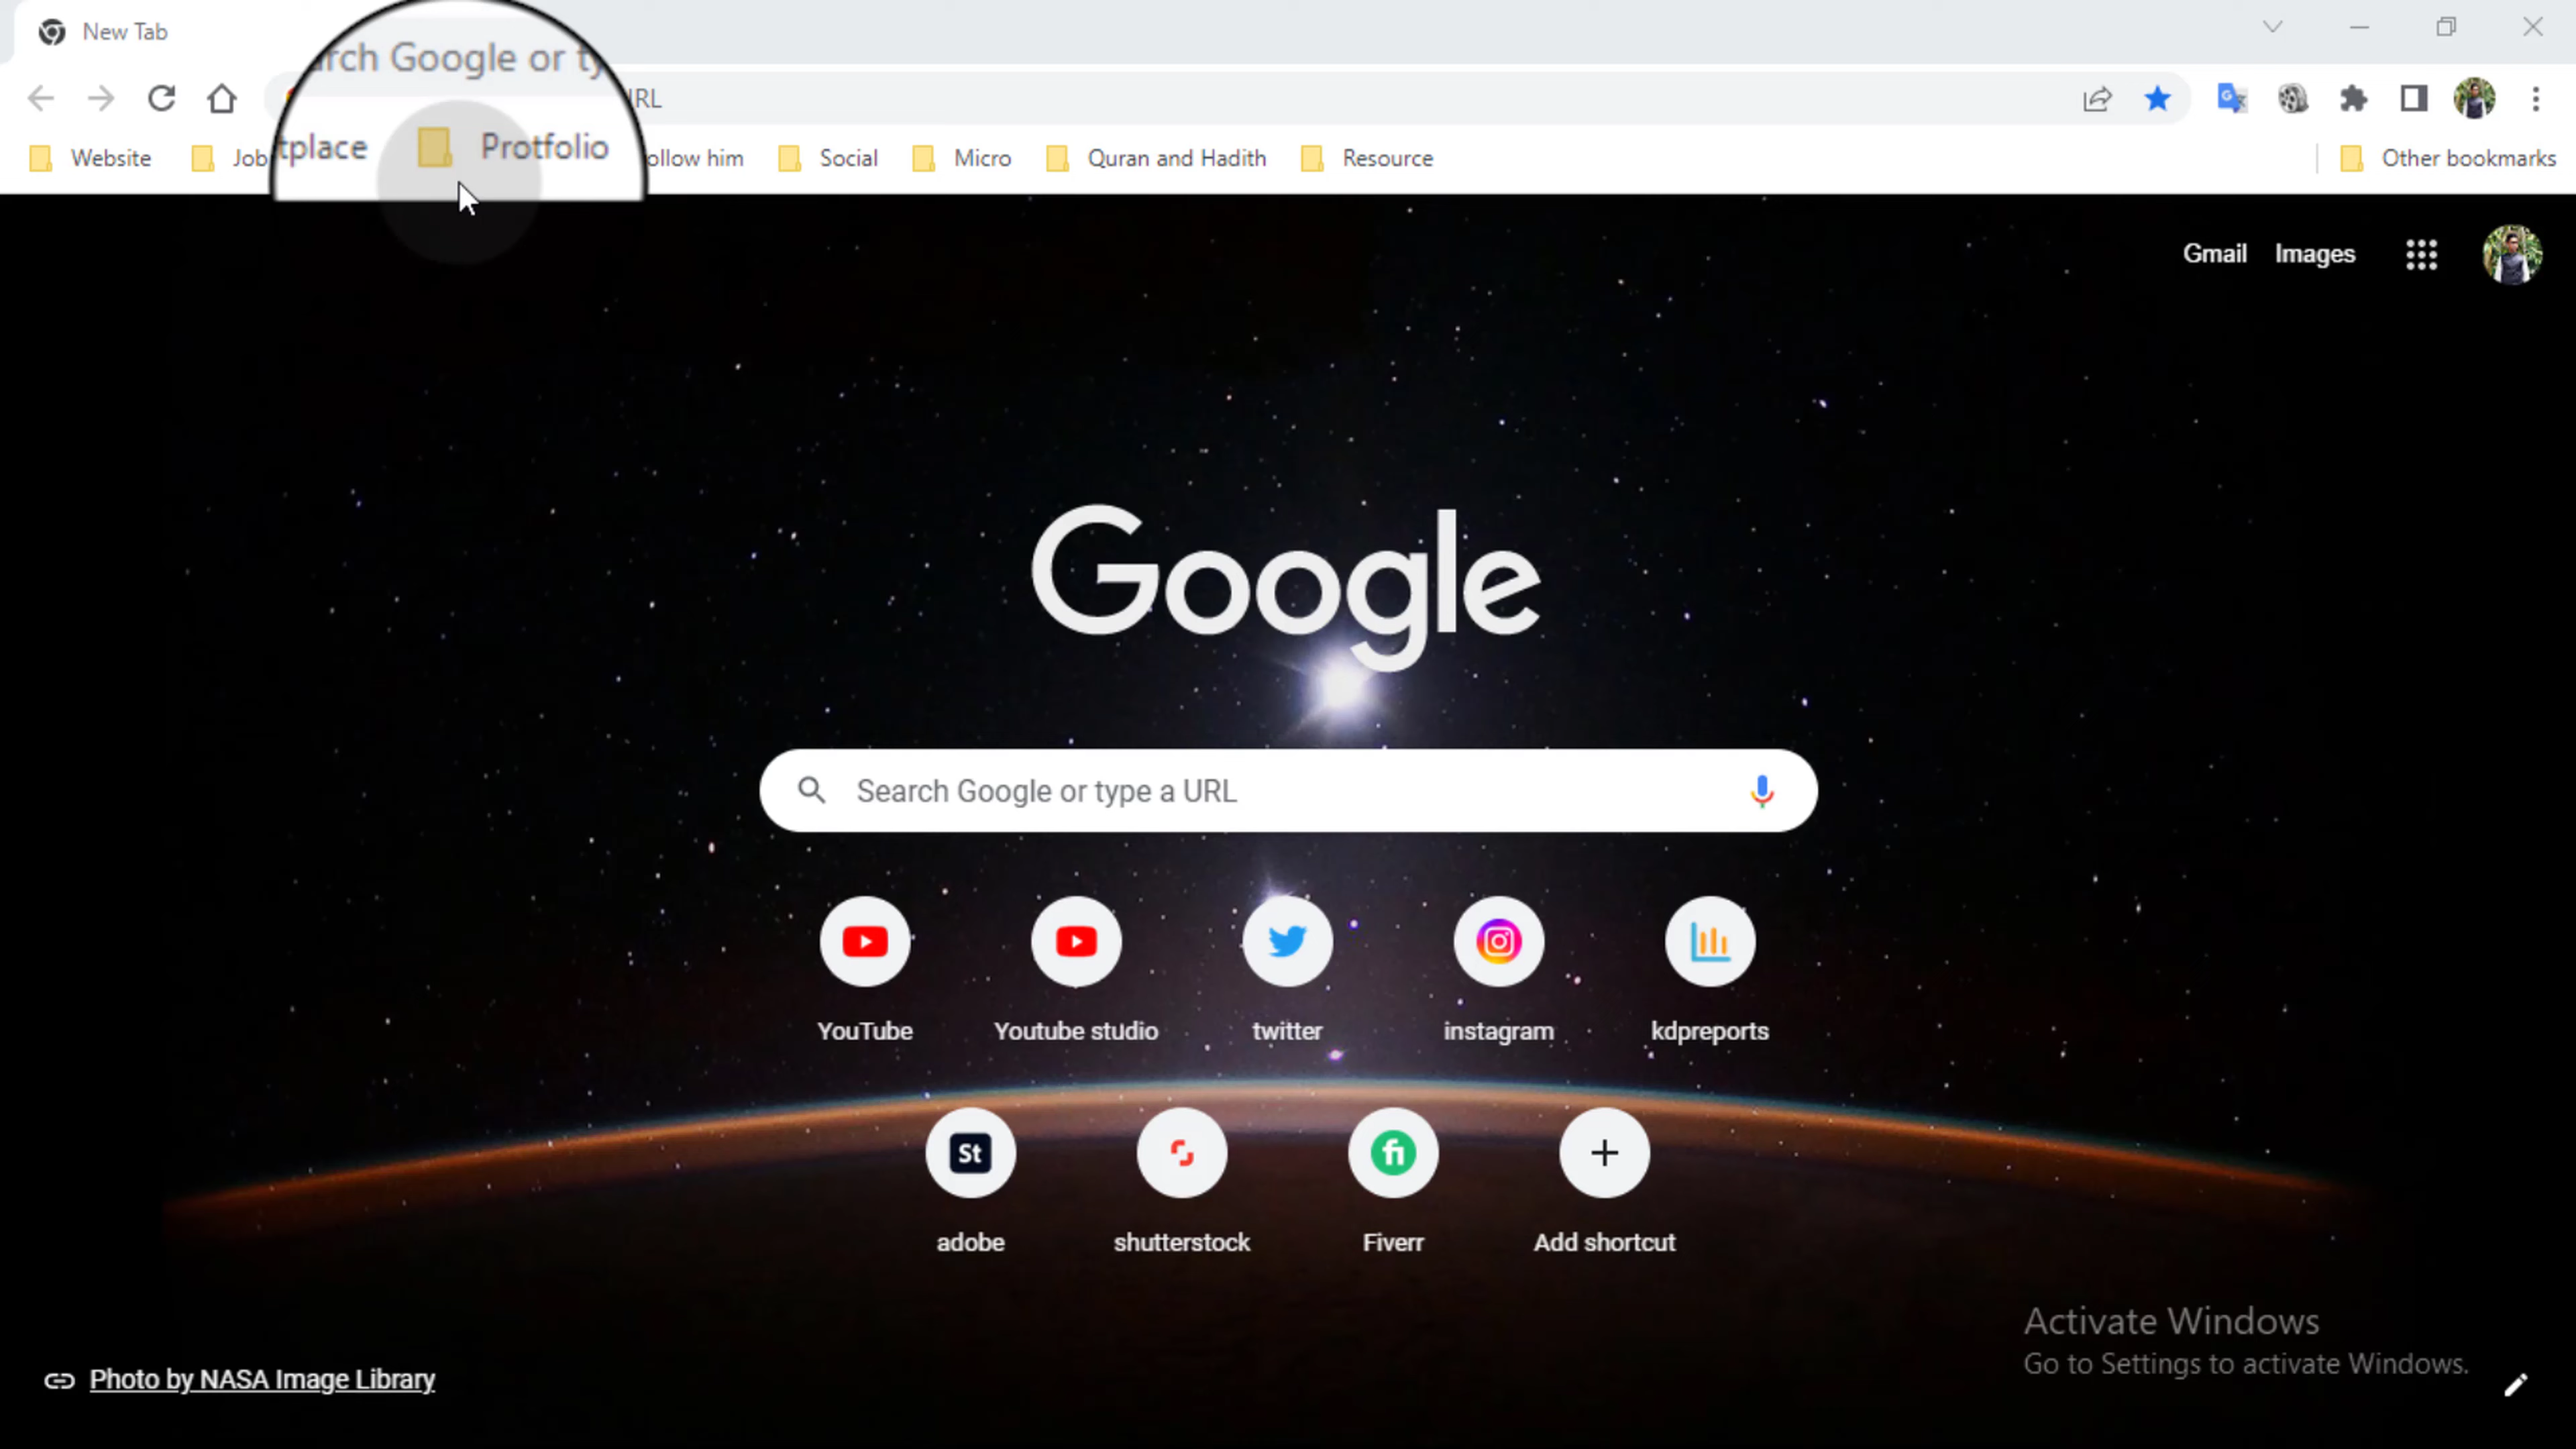 New Tab
rch Google or ty
RL
Website
Job
tplace
Protfolio
ollow him
Social
Micro
Quran and Hadith
Resource
Other bookmarks
Gmail
Images
Google
Search Google or type a URL
YouTube
Youtube studio
twitter
instagram
kdpreports
St
fi
adobe
shutterstock
Fiverr
Add shortcut
Activate Windows
Go to Settings to activate Windows.
Photo by NASA Image Library